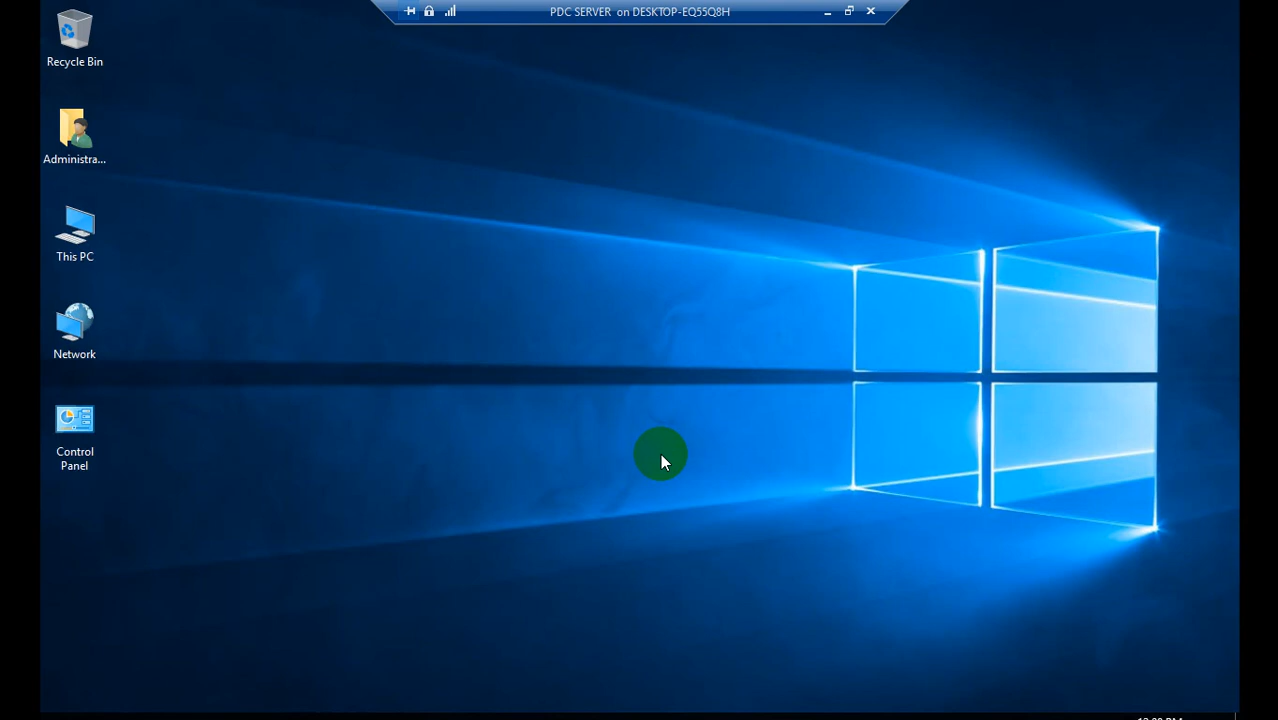 PDC SERVER on DESKTOP-EQ55Q8H
Recycle Bin
Administra...
This PC
Network
Control
Panel